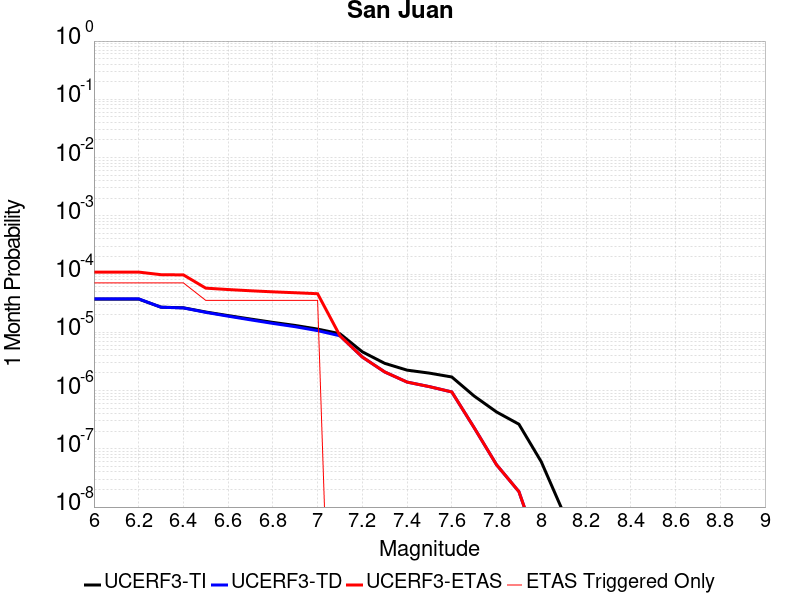 San Juan
10^0
10^-1
10^-2
10^-3
10^-4
10^-5
10^-6
10^-7
10^-8
1 Month Probability
6 6.2 6.4 6.6 6.8 7 7.2 7.4 7.6 7.8 8 8.2 8.4 8.6 8.8 9
Magnitude
UCERF3-TI UCERF3-TD UCERF3-ETAS ETAS Triggered Only